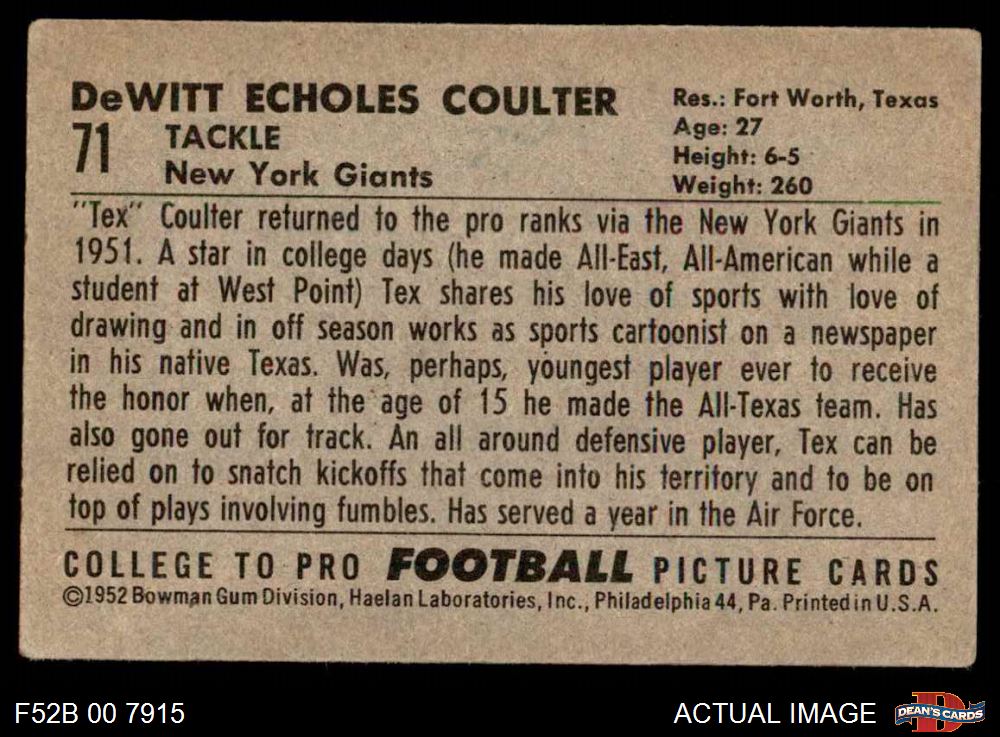 DeWITT ECHOLES COULTER
71
TACKLE
New York Giants
Res.: Fort Worth, Texas
Age: 27
Height: 6-5
Weight: 260
"Tex" Coulter returned to the pro ranks via the New York Giants in
1951. A star in college days (he made All-East, All-American while a
student at West Point) Tex shares his love of sports with love of
drawing and in off season works as sports cartoonist on a newspaper
in his native Texas. Was, perhaps, youngest player ever to receive
the honor when, at the age of 15 he made the All-Texas team. Has
also gone out for track. An all around defensive player, Tex can be
relied on to snatch kickoffs that come into his territory and to be on
top of plays involving fumbles. Has served a year in the Air Force.
COLLEGE TO PRO FOOTBALL PICTURE CARDS
©1952 Bowman Gum Division, Haelan Laboratories, Inc., Philadelphia 44, Pa. Printed in U.S.A.
F52B 00 7915
ACTUAL IMAGE
D
DEAN'S CARDS